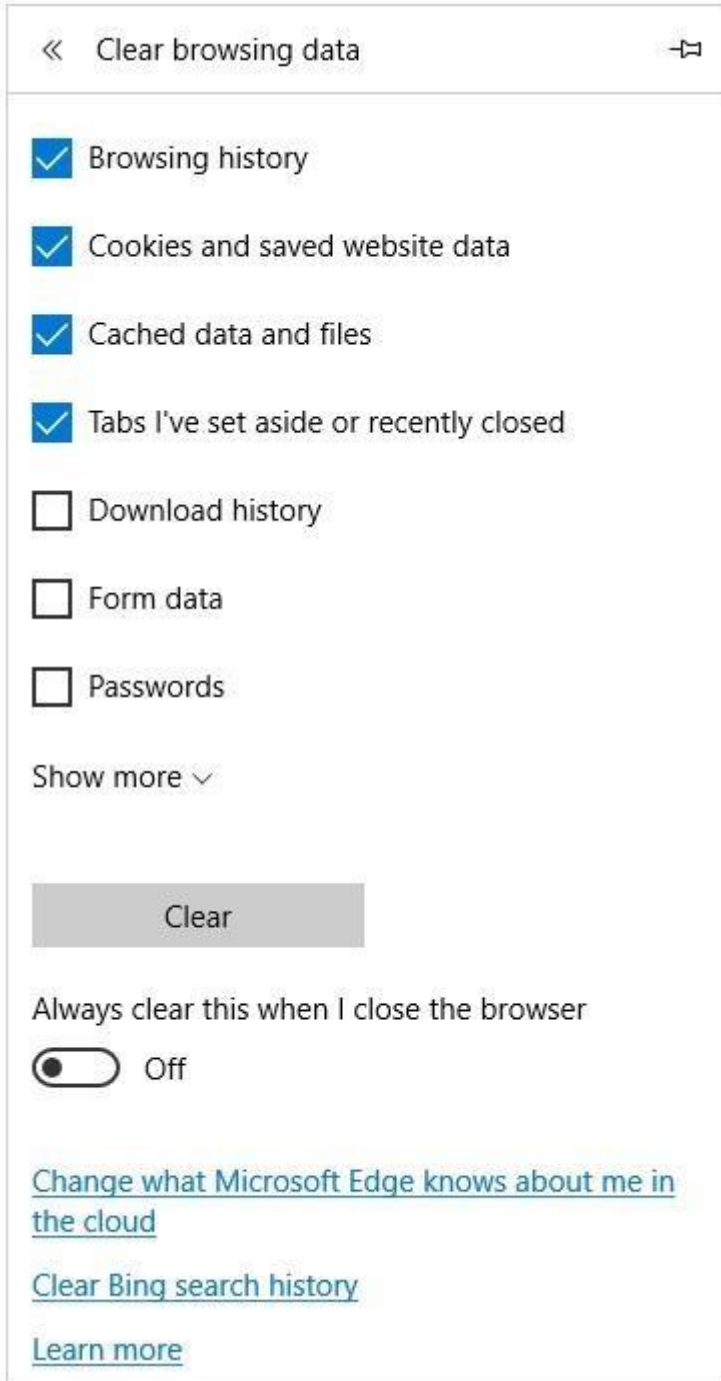 Clear browsing data
Browsing history
Cookies and saved website data
Cached data and files
Tabs I've set aside or recently closed
Download history
Form data
Passwords
Show more
Clear
Always clear this when I close the browser
Off
Change what Microsoft Edge knows about me in
the cloud
Clear Bing search history
Learn more